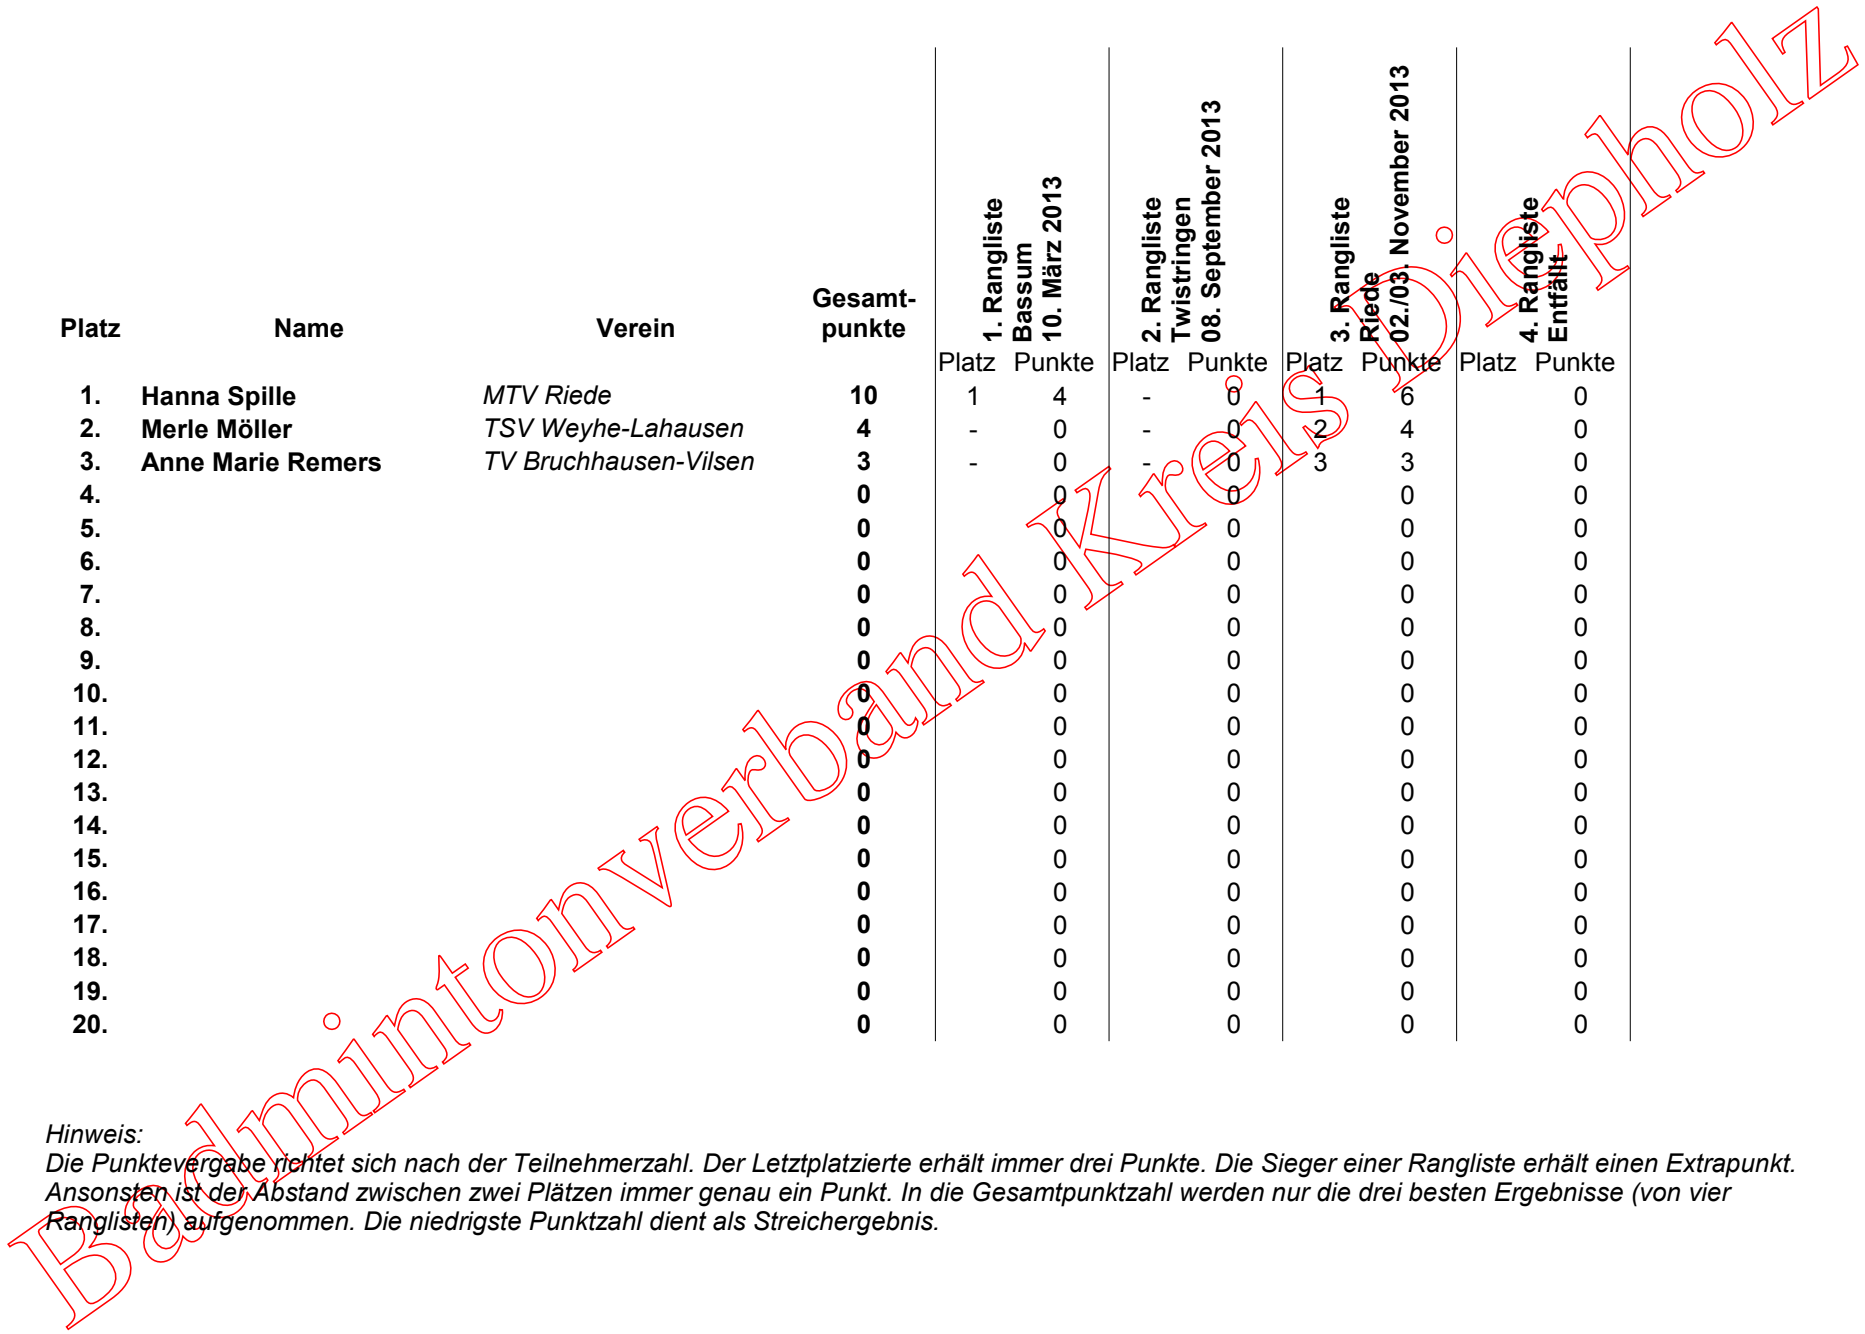 1. Rangliste
Bassum
10. März 2013
2. Rangliste
Twistringen
08. September 2013
3. Rangliste
Riede
02./03. November 2013
4. Rangliste
Entfällt
Platz Name Verein Gesamt-
punkte
Platz Punkte Platz Punkte Platz Punkte Platz Punkte
1. Hanna Spille MTV Riede 10 1 4 - 0 1 6 0
2. Merle Möller TSV Weyhe-Lahausen 4 - 0 - 0 2 4 0
3. Anne Marie Remers TV Bruchhausen-Vilsen 3 - 0 - 0 3 3 0
4. 0 0 0 0 0
5. 0 0 0 0 0
6. 0 0 0 0 0
7. 0 0 0 0 0
8. 0 0 0 0 0
9. 0 0 0 0 0
10. 0 0 0 0 0
11. 0 0 0 0 0
12. 0 0 0 0 0
13. 0 0 0 0 0
14. 0 0 0 0 0
15. 0 0 0 0 0
16. 0 0 0 0 0
17. 0 0 0 0 0
18. 0 0 0 0 0
19. 0 0 0 0 0
20. 0 0 0 0 0
Hinweis:
Die Punktevergabe richtet sich nach der Teilnehmerzahl. Der Letztplatzierte erhält immer drei Punkte. Die Sieger einer Rangliste erhält einen Extrapunkt.
Ansonsten ist der Abstand zwischen zwei Plätzen immer genau ein Punkt. In die Gesamtpunktzahl werden nur die drei besten Ergebnisse (von vier
Ranglisten) aufgenommen. Die niedrigste Punktzahl dient als Streichergebnis.
Badmintonverband Kreis Diepholz